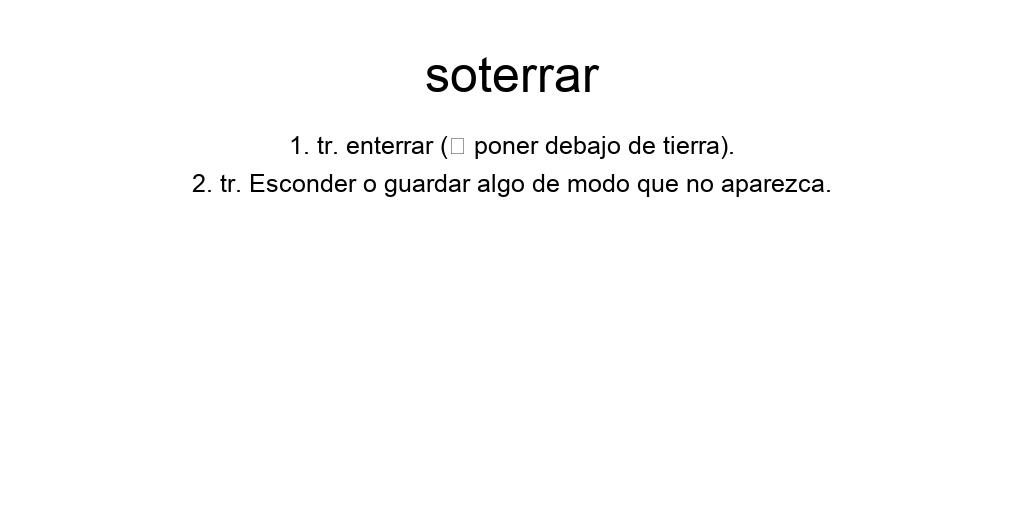 soterrar
1. tr. enterrar (□ poner debajo de tierra).
2. tr. Esconder o guardar algo de modo que no aparezca.